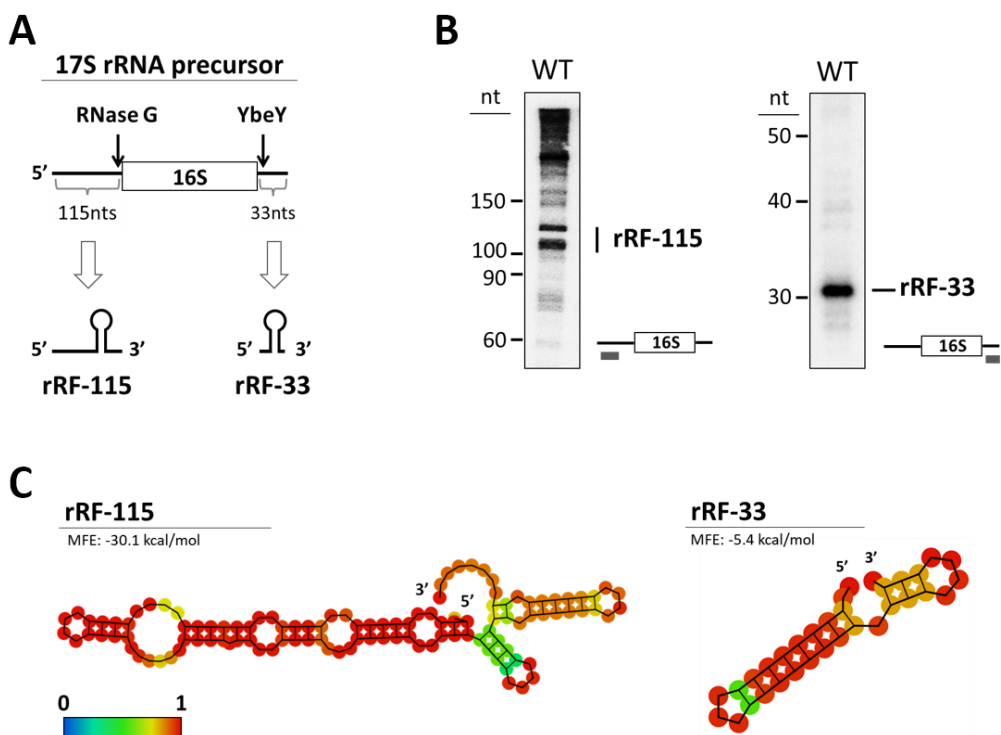 A
17S rRNA precursor
RNase G YbeY
5’ 16S
115nts 33nts
5’ 3’ 5’ 3’
rRF-115 rRF-33
B
WT
nt
150
100
90
60
rRF-115
16S
WT
nt
50
40
30
rRF-33
16S
C
rRF-115
MFE: -30.1 kcal/mol
3’ 5’
0 1
rRF-33
MFE: -5.4 kcal/mol
5’ 3’